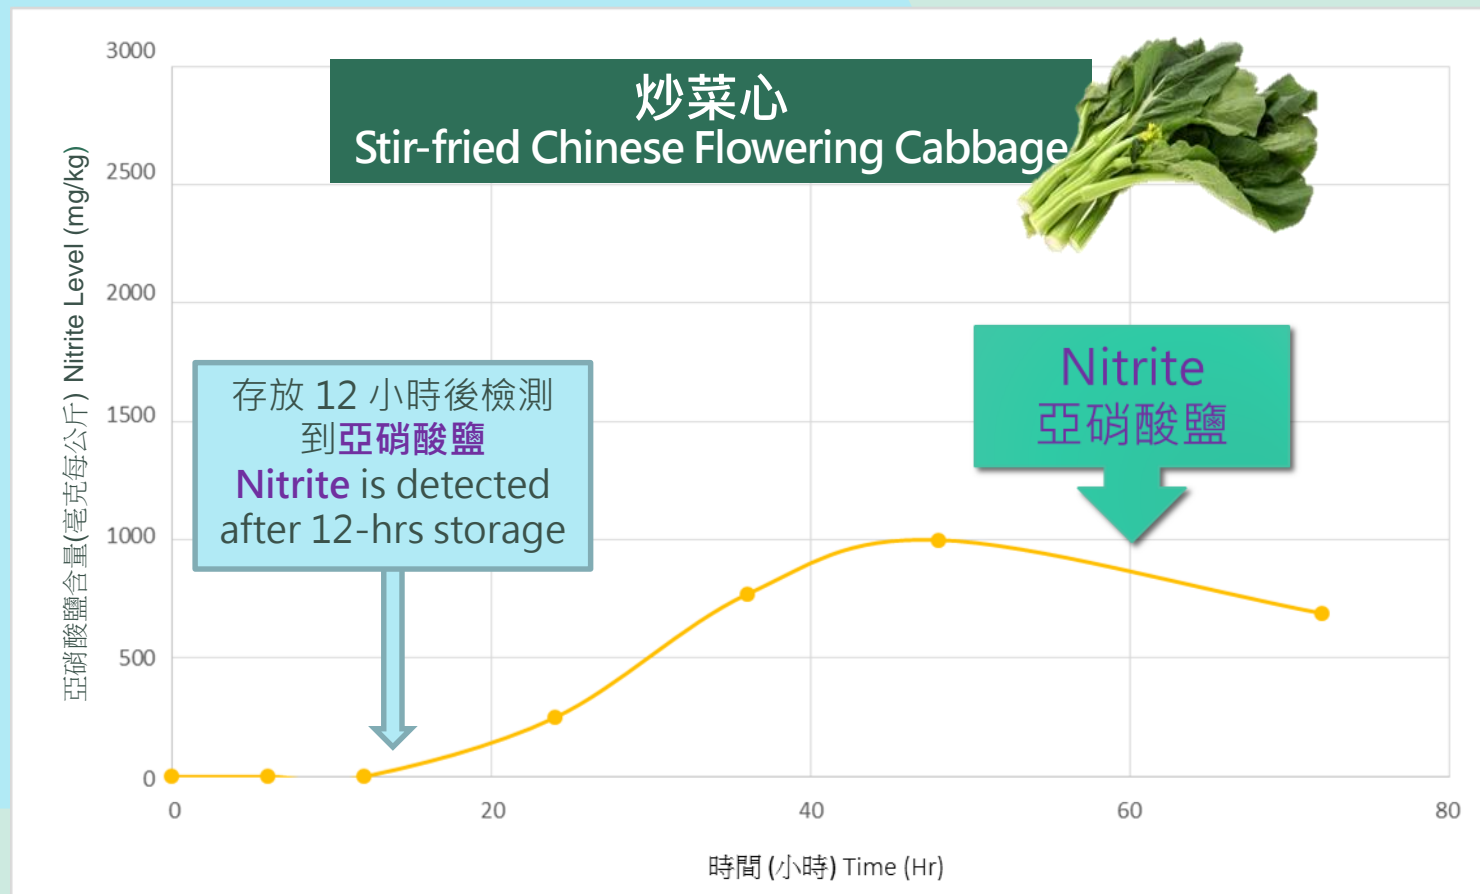 炒菜心
Stir-fried Chinese Flowering Cabbage
3000
2500
2000
1500
1000
500
0
亞硝酸鹽含量(毫克每公斤) Nitrite Level (mg/kg)
存放 12 小時後檢測
到亞硝酸鹽
Nitrite is detected
after 12-hrs storage
Nitrite
亞硝酸鹽
0
20
40
60
80
時間 (小時) Time (Hr)